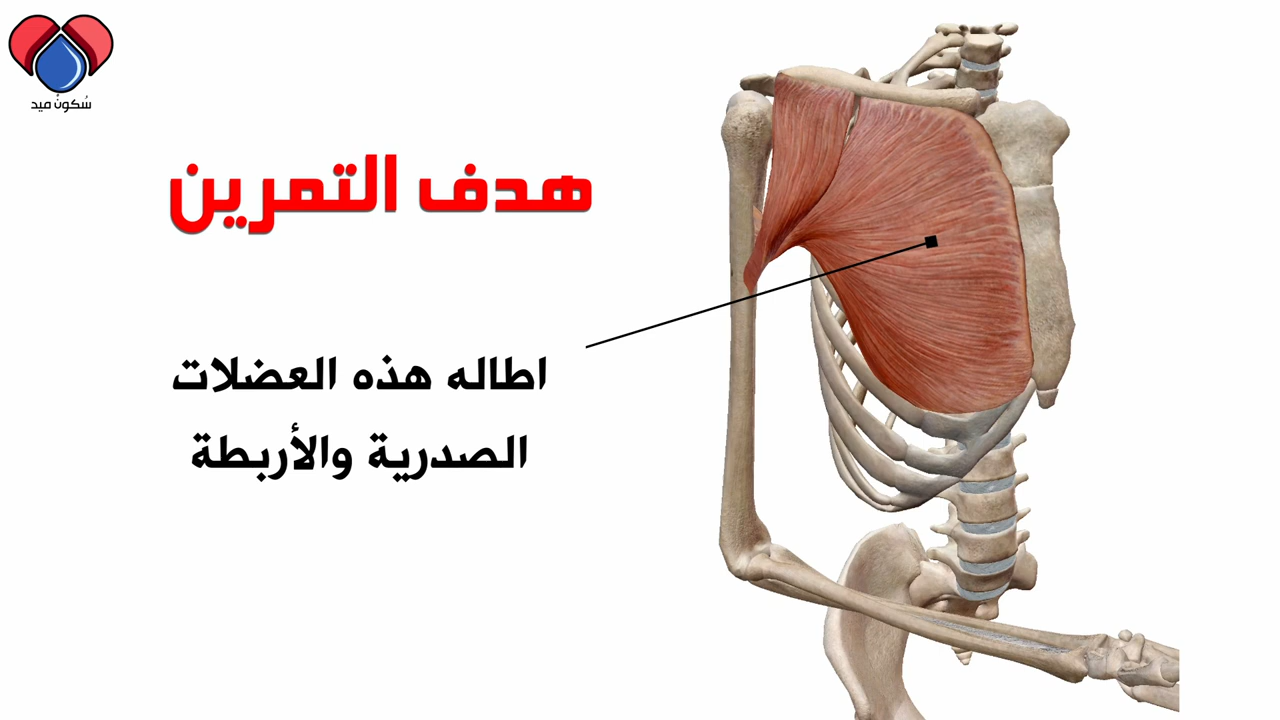 سُكونْ ميد
هدف التمرين
اطاله هذه العضلات
الصدرية والأربطة